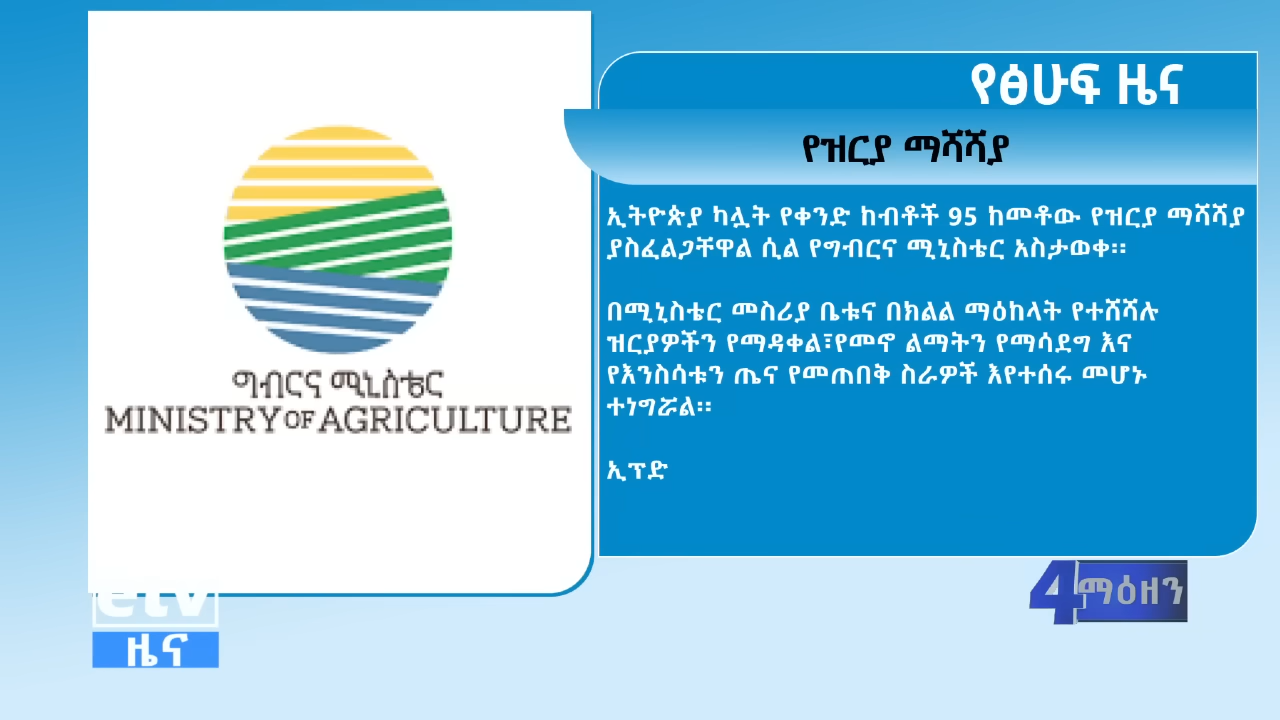 የፅሁፍ ዜና
የዝርያ ማሻሻያ
ኢትዮጵያ ካሏት የቀንድ ከብቶች 95 ከመቶው የዝርያ ማሻሻያ
ያስፈልጋቸዋል ሲል የግብርና ሚኒስቴር አስታወቀ፡፡
በሚኒስቴር መስሪያ ቤቱና በክልል ማዕከላት የተሸሻሉ
ዝርያዎችን የማዳቀል፣የመኖ ልማትን የማሳደግ እና
የእንስሳቱን ጤና የመጠበቅ ስራዎች እየተሰሩ መሆኑ
ተነግሯል፡፡
ኢፕድ
ግብርና ሚኒስቴር
MINISTRY OF AGRICULTURE
etv
ዜና
4ማዕዘን